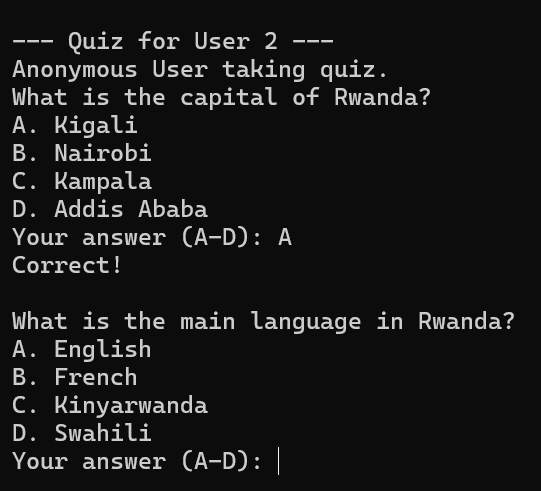 --- Quiz for User 2 ---
Anonymous User taking quiz.
What is the capital of Rwanda?
A. Kigali
B. Nairobi
C. Kampala
D. Addis Ababa
Your answer (A-D): A
Correct!

What is the main language in Rwanda?
A. English
B. French
C. Kinyarwanda
D. Swahili
Your answer (A-D):